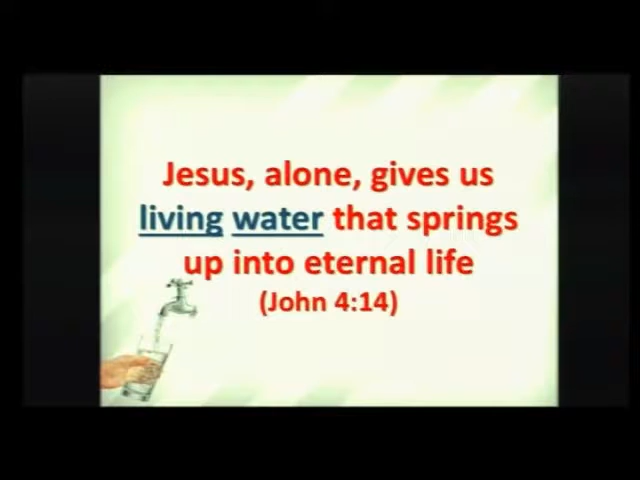 Jesus, alone, gives us
living water that springs
up into eternal life
(John 4:14)